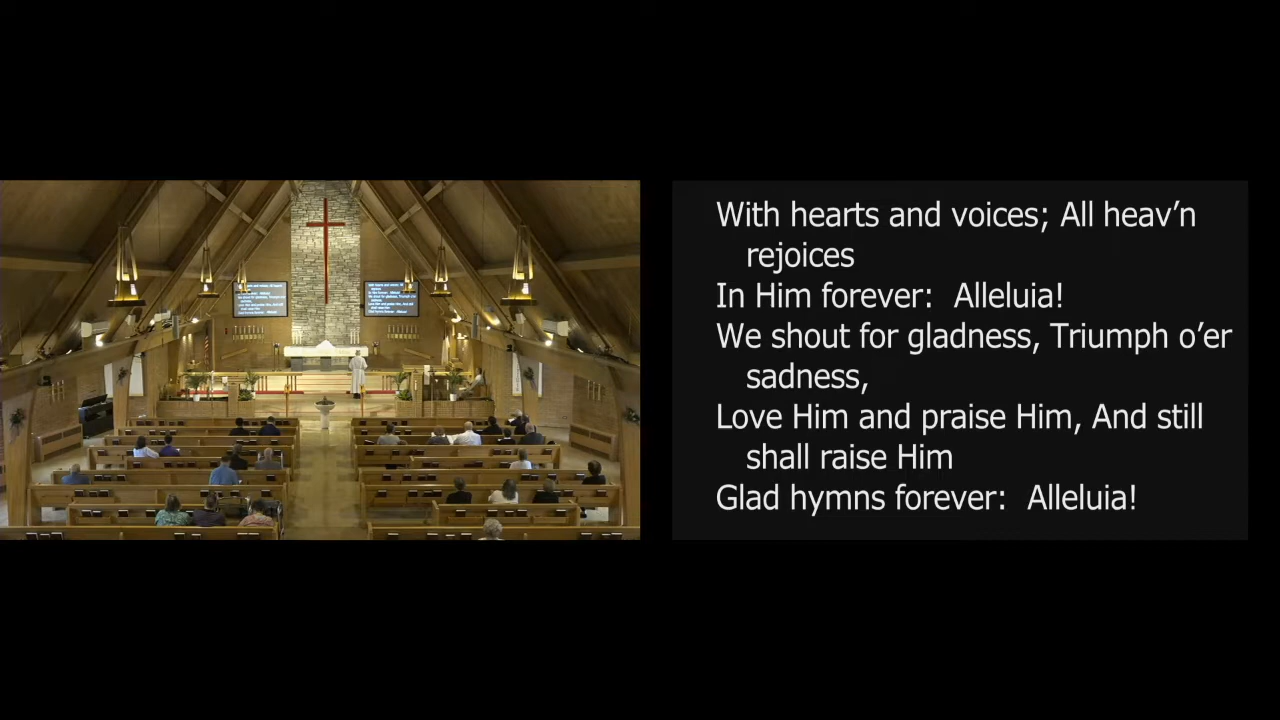 With hearts and voices; All heav’n
rejoices
In Him forever:  Alleluia!
We shout for gladness, Triumph o’er
sadness,
Love Him and praise Him, And still
shall raise Him
Glad hymns forever:  Alleluia!